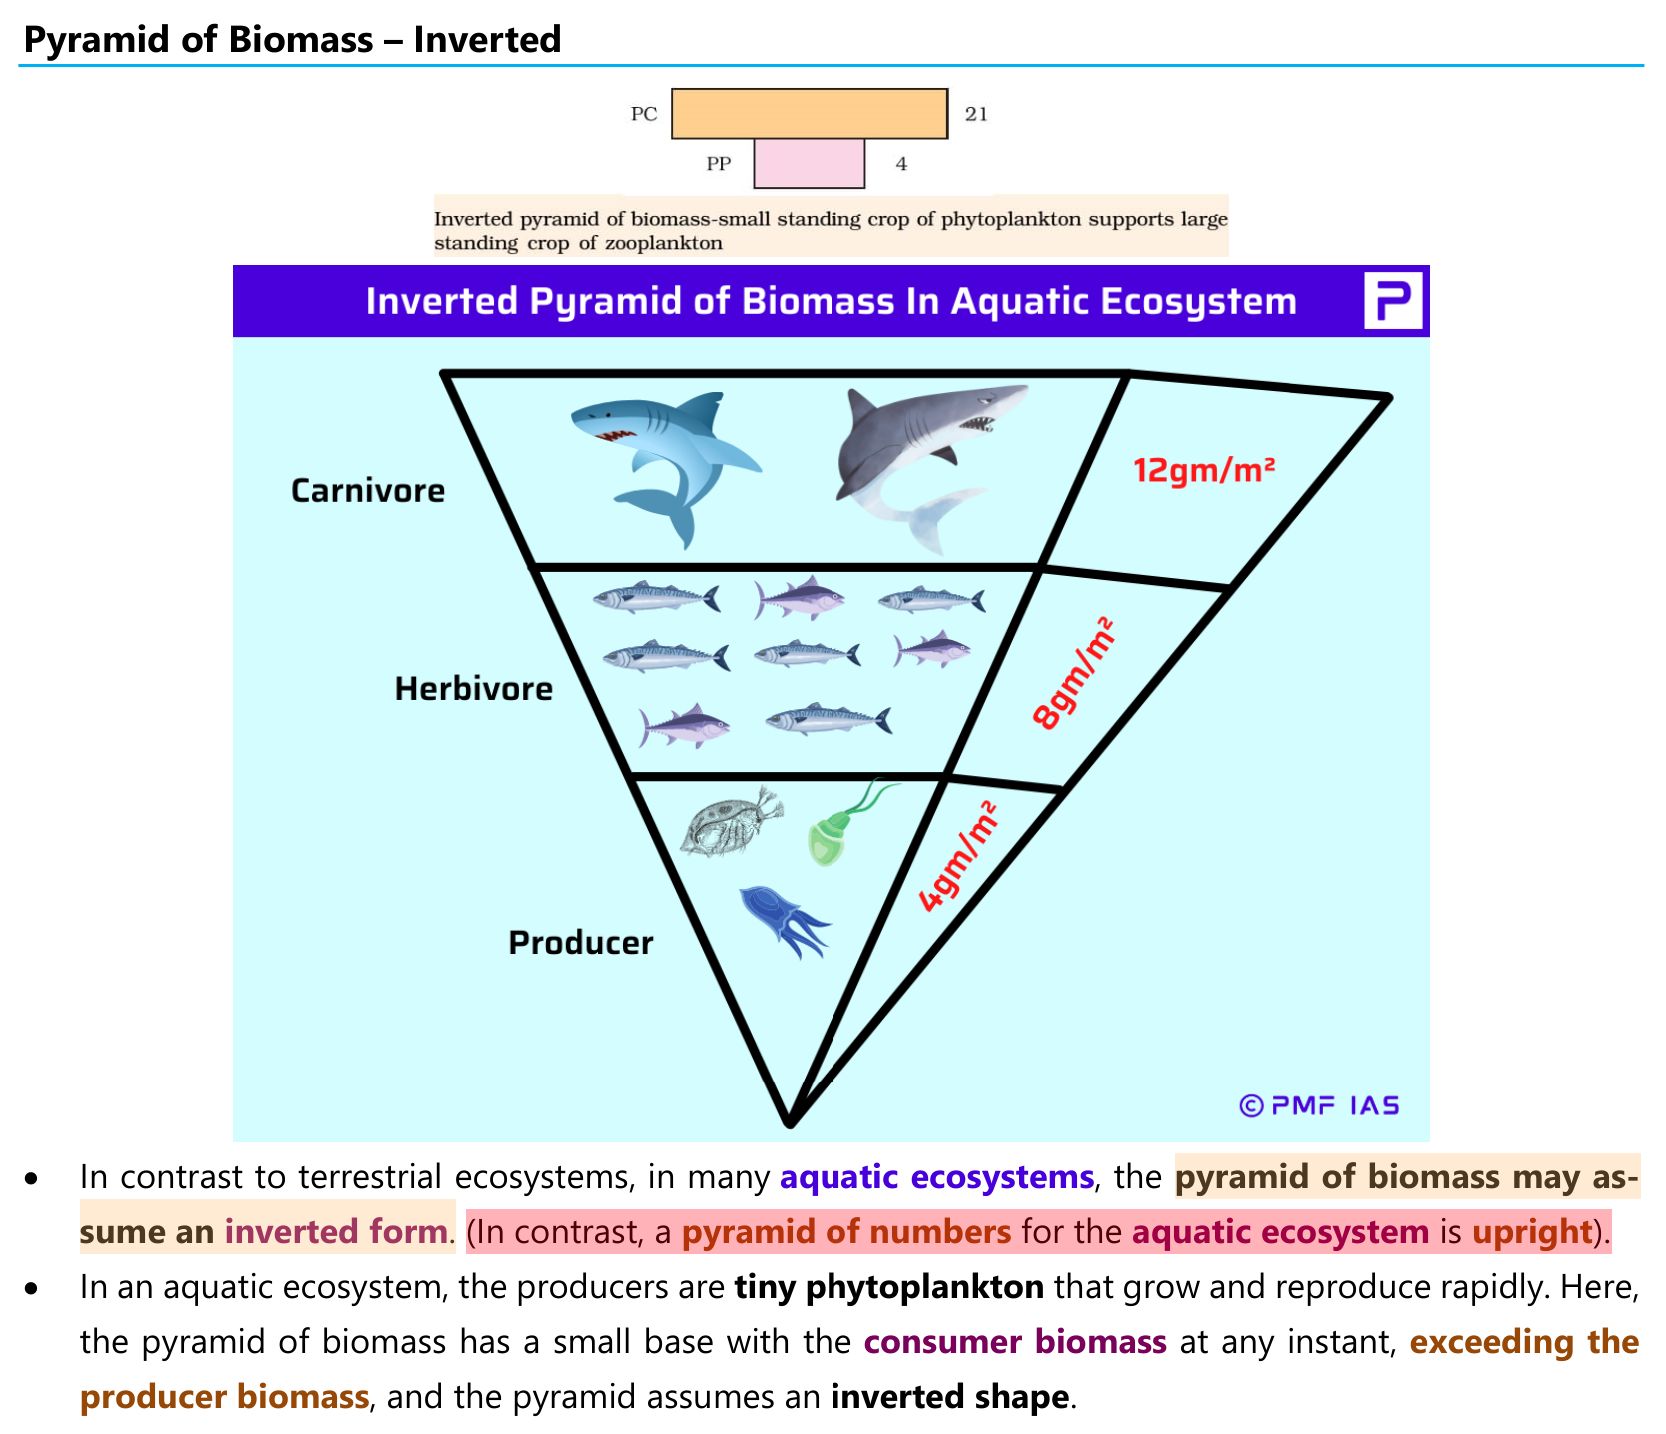 Pyramid of Biomass – Inverted
PC 21
PP 4
Inverted pyramid of biomass-small standing crop of phytoplankton supports large
standing crop of zooplankton
Inverted Pyramid of Biomass In Aquatic Ecosystem P
Carnivore 12gm/m²
Herbivore 8gm/m²
Producer 4gm/m²
© PMF IAS
• In contrast to terrestrial ecosystems, in many aquatic ecosystems, the pyramid of biomass may as-
sume an inverted form. (In contrast, a pyramid of numbers for the aquatic ecosystem is upright).
• In an aquatic ecosystem, the producers are tiny phytoplankton that grow and reproduce rapidly. Here,
the pyramid of biomass has a small base with the consumer biomass at any instant, exceeding the
producer biomass, and the pyramid assumes an inverted shape.